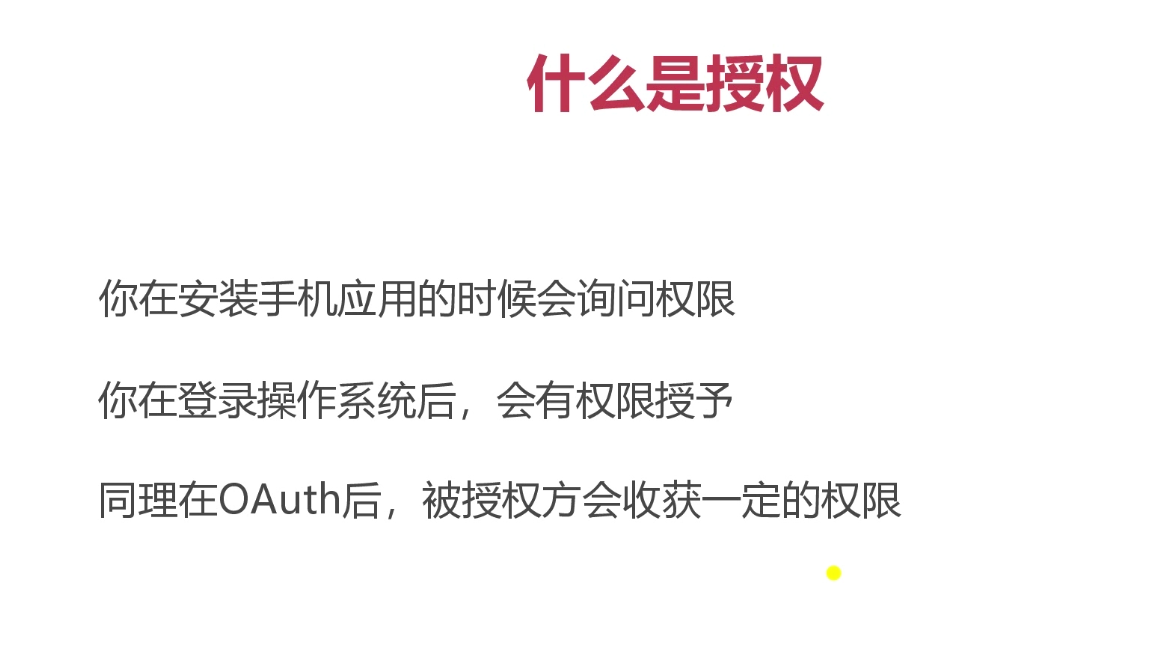 什么是授权
你在安装手机应用的时候会询问权限
你在登录操作系统后，会有权限授予
同理在OAuth后，被授权方会收获一定的权限